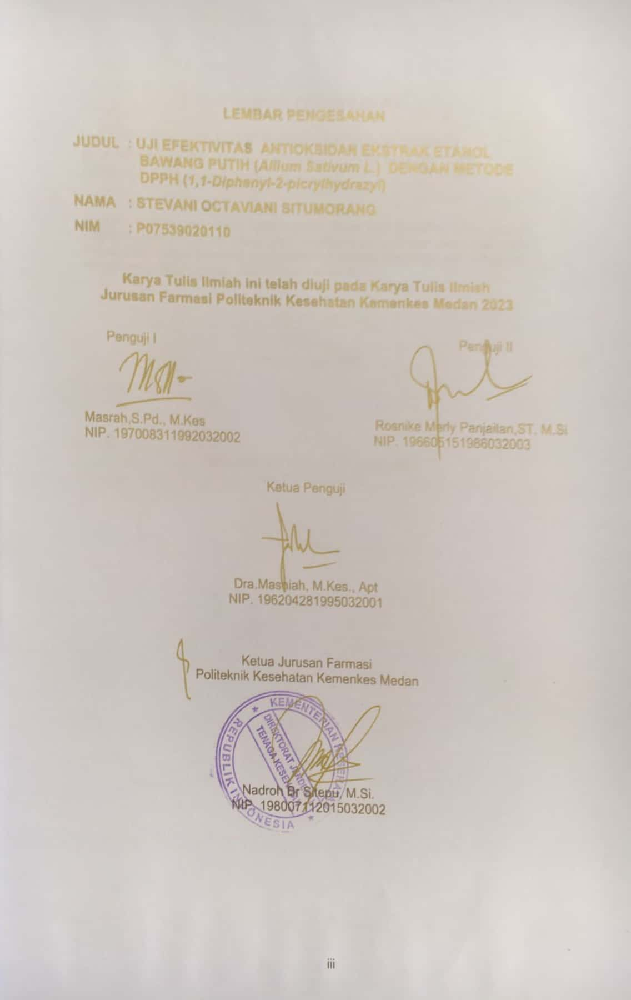 LEMBAR PENGESAHAN
JUDUL : UJI EFEKTIVITAS ANTIOKSIDAN EKSTRAK ETANOL
BAWANG PUTIH (Allium Sativum L.) DENGAN METODE
DPPH (1,1-Diphenyl-2-picrylhydrazyl)
NAMA : STEVANI OCTAVIANI SITUMORANG
NIM : P07539020110
Karya Tulis Ilmiah ini telah diuji pada Karya Tulis Ilmiah
Jurusan Farmasi Politeknik Kesehatan Kemenkes Medan 2023
Penguji I
Penguji II
Masrah,S.Pd., M.Kes
NIP. 197008311992032002
Rosnike Merly Panjaitan,ST. M.Si
NIP. 196605151986032003
Ketua Penguji
Dra.Masniah, M.Kes., Apt
NIP. 196204281995032001
Ketua Jurusan Farmasi
Politeknik Kesehatan Kemenkes Medan
KEMENTERIAN KESEHATAN
DIREKTORAT JENDERAL
TENAGA KESEHATAN
REPUBLIK INDONESIA
Nadroh Br Sitepu, M.Si.
NIP. 198007112015032002
iii